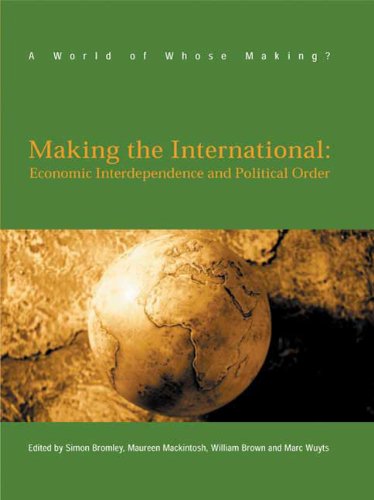 A World of Whose Making?
Making the International:
Economic Interdependence and Political Order
Edited by Simon Bromley, Maureen Mackintosh, William Brown and Marc Wuyts